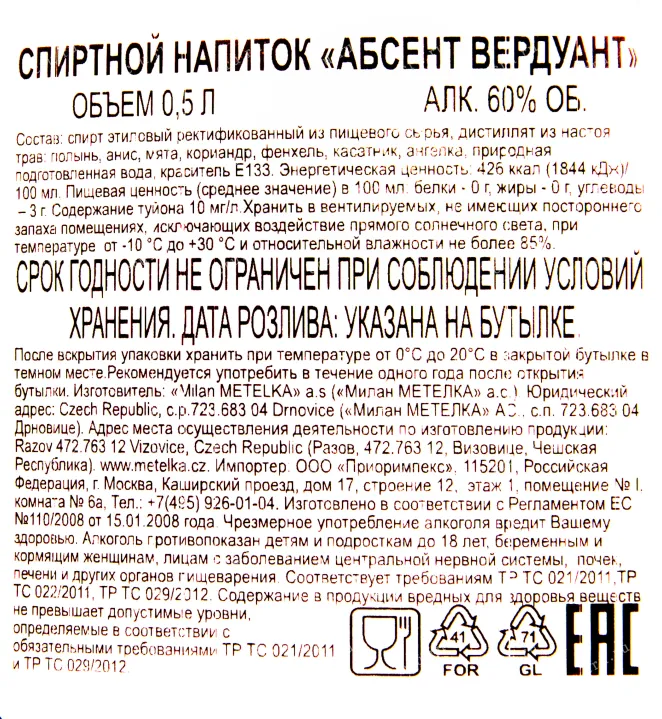 СПИРТНОЙ НАПИТОК «АБСЕНТ ВЕРДУАНТ»
ОБЪЕМ 0,5 Л АЛК. 60% ОБ.
Состав: спирт этиловый ректификованный из пищевого сырья, дистиллят из настоя
трав: полынь, анис, мята, кориандр, фенхель, касатник, ангелка, природная
подготовленная вода, краситель Е133. Энергетическая ценность: 426 ккал (1844 кДж)/
100 мл. Пищевая ценность (среднее значение) в 100 мл: белки - 0 г, жиры - 0 г, углеводы
– 3 г. Содержание туйона 10 мг/л. Хранить в вентилируемых, не имеющих постороннего
запаха помещениях, исключающих воздействие прямого солнечного света, при
температуре от -10 °С до +30 °С и относительной влажности не более 85%.
СРОК ГОДНОСТИ НЕ ОГРАНИЧЕН ПРИ СОБЛЮДЕНИИ УСЛОВИЙ
ХРАНЕНИЯ. ДАТА РОЗЛИВА: УКАЗАНА НА БУТЫЛКЕ.
После вскрытия упаковки хранить при температуре от 0°С до 20°С в закрытой бутылке в
темном месте.Рекомендуется употребить в течение одного года после открытия
бутылки. Изготовитель: «Milan METELKA» a.s («Милан МЕТЕЛКА» а.с.). Юридический
адрес: Czech Republic, c.p.723.683 04 Drnovice («Милан МЕТЕЛКА» АС., с.п. 723.683 04
Дрновице). Адрес места осуществления деятельности по изготовлению продукции:
Razov 472.763 12 Vizovice, Czech Republic (Разов, 472.763 12, Визовице, Чешская
Республика). www.metelka.cz. Импортер: ООО «Приоримпекс», 115201, Российская
Федерация, г. Москва, Каширский проезд, дом 17, строение 12, этаж 1, помещение № I,
комната № 6а, Тел.: +7(495) 926-01-04. Изготовлено в соответствии с Регламентом ЕС
№110/2008 от 15.01.2008 года. Чрезмерное употребление алкоголя вредит Вашему
здоровью. Алкоголь противопоказан детям и подросткам до 18 лет, беременным и
кормящим женщинам, лицам с заболеванием центральной нервной системы, почек,
печени и других органов пищеварения. Соответствует требованиям ТР ТС 021/2011,ТР
ТС 022/2011, ТР ТС 029/2012. Содержание в продукции вредных для здоровья веществ
не превышает допустимые уровни,
определяемые в соответствии с
обязательными требованиями ТР ТС 021/2011
и ТР ТС 029/2012.
41
FOR
71
GL
ЕАС